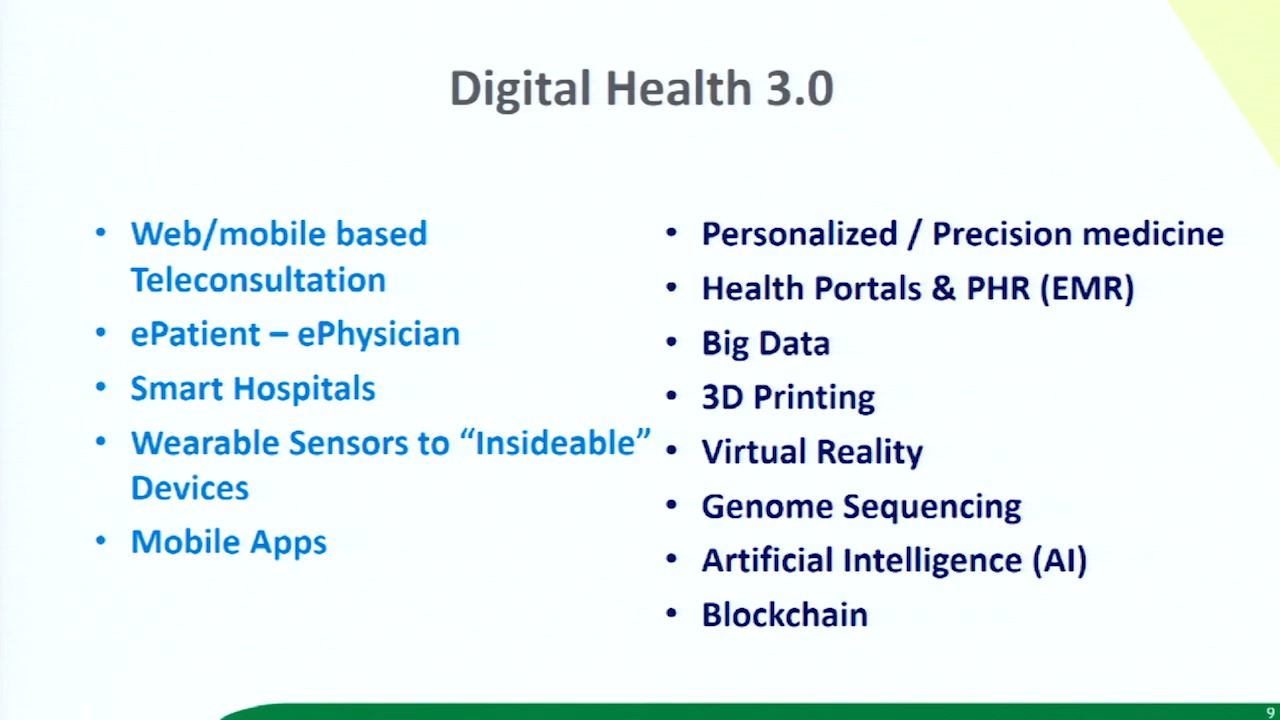 Digital Health 3.0
• Web/mobile based
Teleconsultation
• ePatient – ePhysician
• Smart Hospitals
• Wearable Sensors to “Insideable”
Devices
• Mobile Apps
• Personalized / Precision medicine
• Health Portals & PHR (EMR)
• Big Data
• 3D Printing
• Virtual Reality
• Genome Sequencing
• Artificial Intelligence (AI)
• Blockchain
9